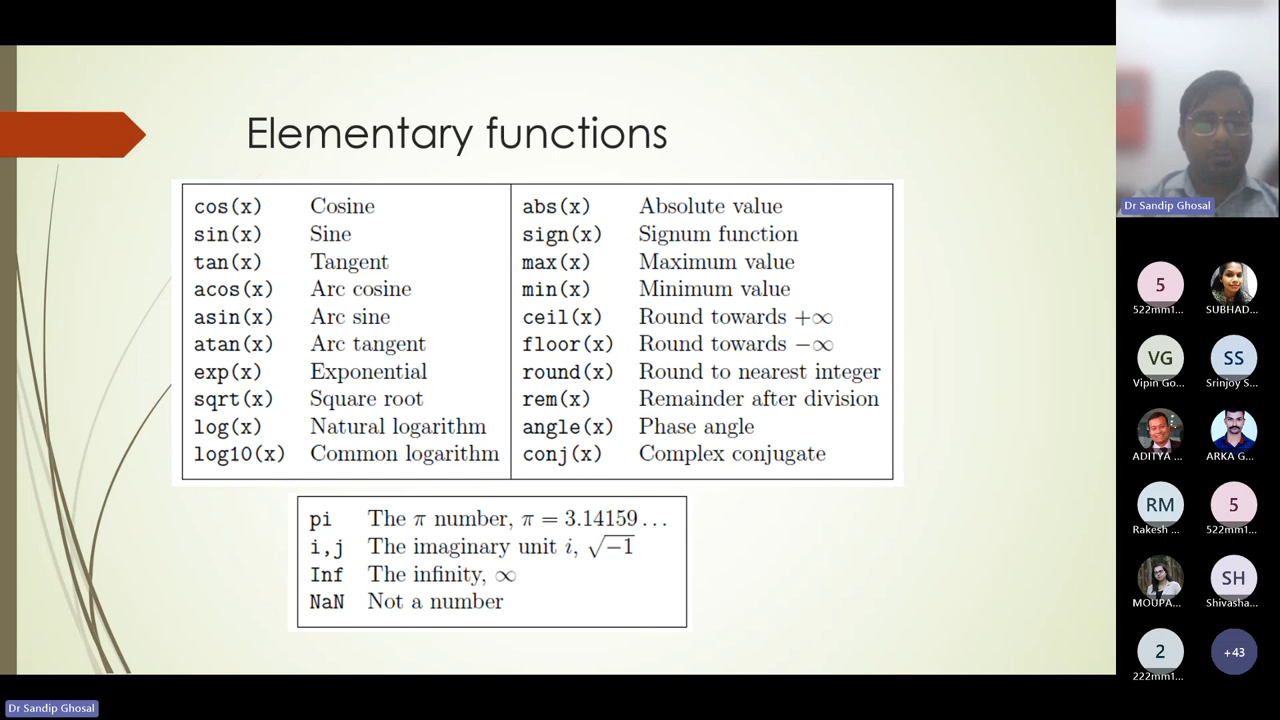 Elementary functions
cos(x) Cosine abs(x) Absolute value
sin(x) Sine sign(x) Signum function
tan(x) Tangent max(x) Maximum value
acos(x) Arc cosine min(x) Minimum value
asin(x) Arc sine ceil(x) Round towards +∞
atan(x) Arc tangent floor(x) Round towards −∞
exp(x) Exponential round(x) Round to nearest integer
sqrt(x) Square root rem(x) Remainder after division
log(x) Natural logarithm angle(x) Phase angle
log10(x) Common logarithm conj(x) Complex conjugate
pi The π number, π = 3.14159...
i,j The imaginary unit i, √−1
Inf The infinity, ∞
NaN Not a number
Dr Sandip Ghosal
5
522mm1...
SUBHAD...
VG
Vipin Go...
SS
Srinjoy S...
ADITYA ...
ARKA G...
RM
Rakesh ...
5
522mm1...
MOUPA...
SH
Shivasha...
2
222mm1...
+43
Dr Sandip Ghosal